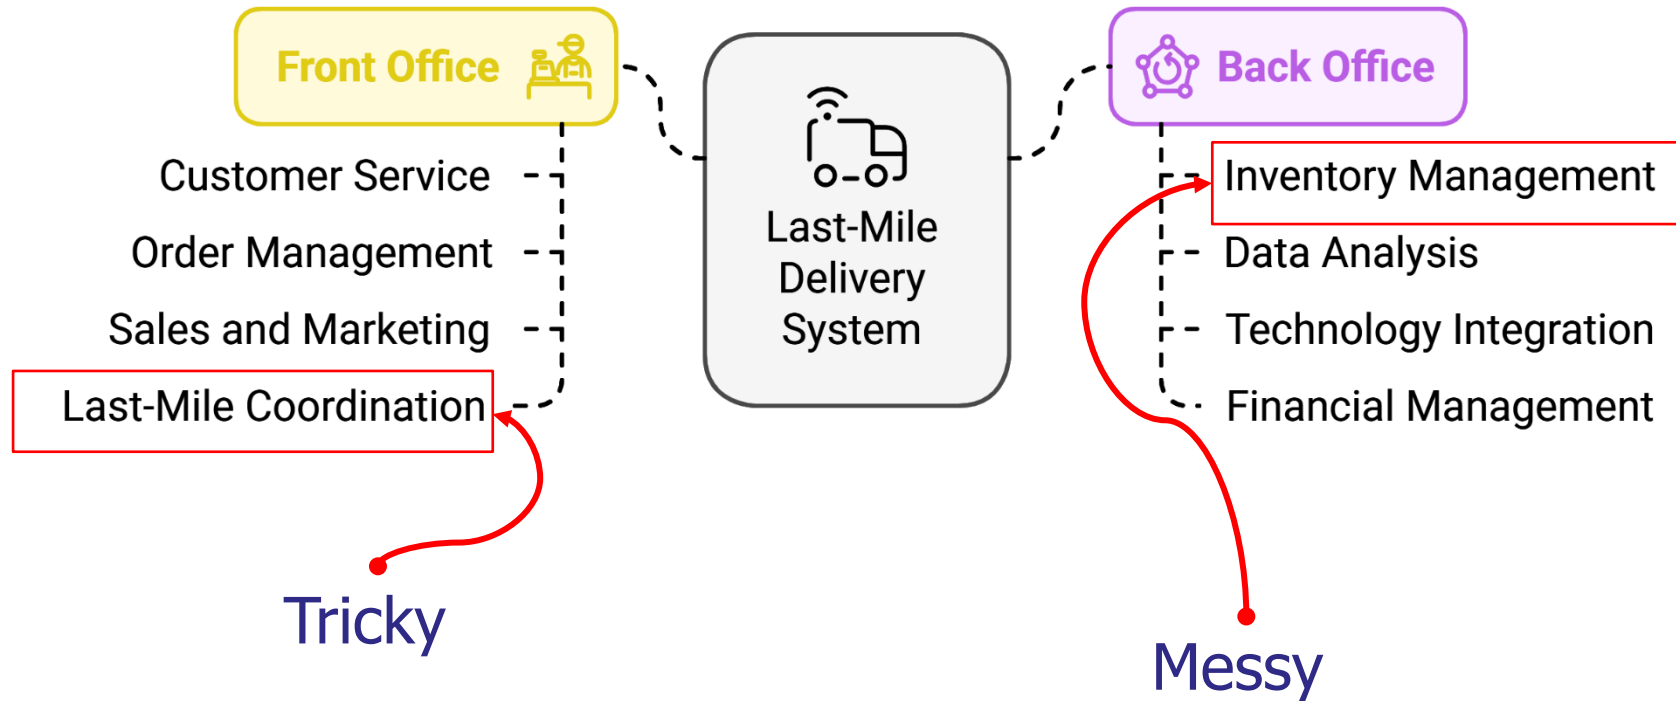 Front Office
Customer Service
Order Management
Sales and Marketing
Last-Mile Coordination
Tricky
Last-Mile
Delivery
System
Back Office
Inventory Management
Data Analysis
Technology Integration
Financial Management
Messy